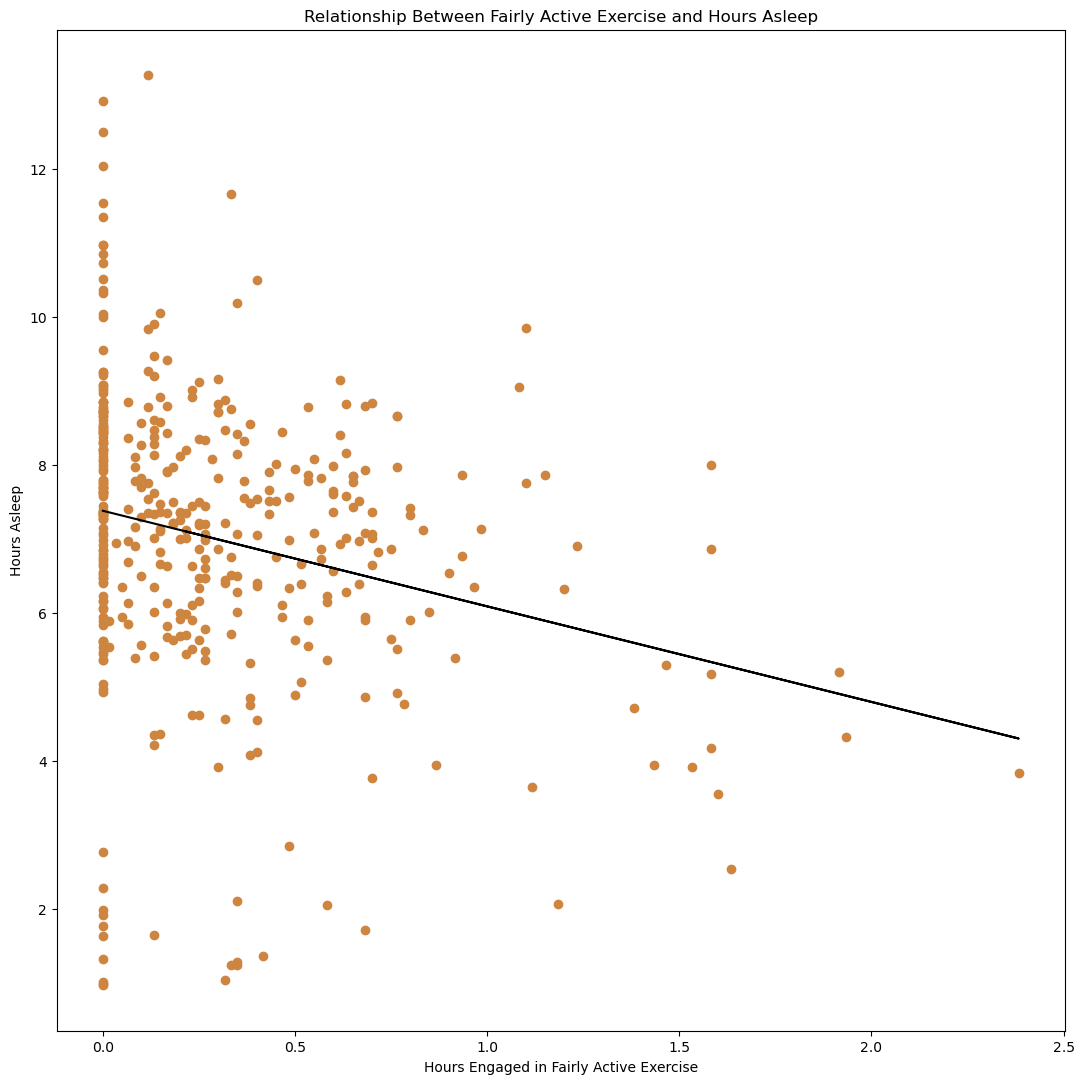 Relationship Between Fairly Active Exercise and Hours Asleep
Hours Asleep
12
10
8
6
4
2
0.0 0.5 1.0 1.5 2.0 2.5
Hours Engaged in Fairly Active Exercise